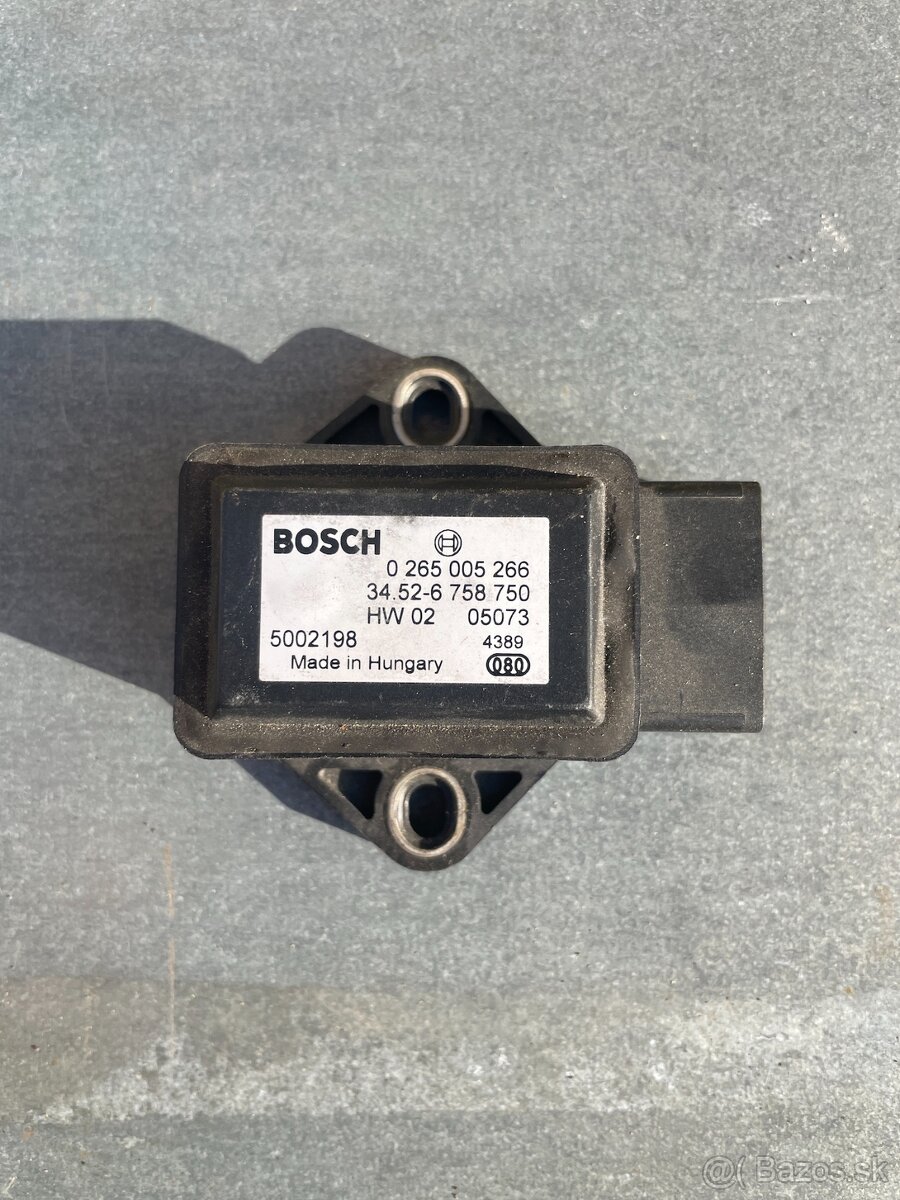 BOSCH
0 265 005 266
34.52-6 758 750
HW 02 05073
5002198 4389
Made in Hungary 080
@( Bazos.sk